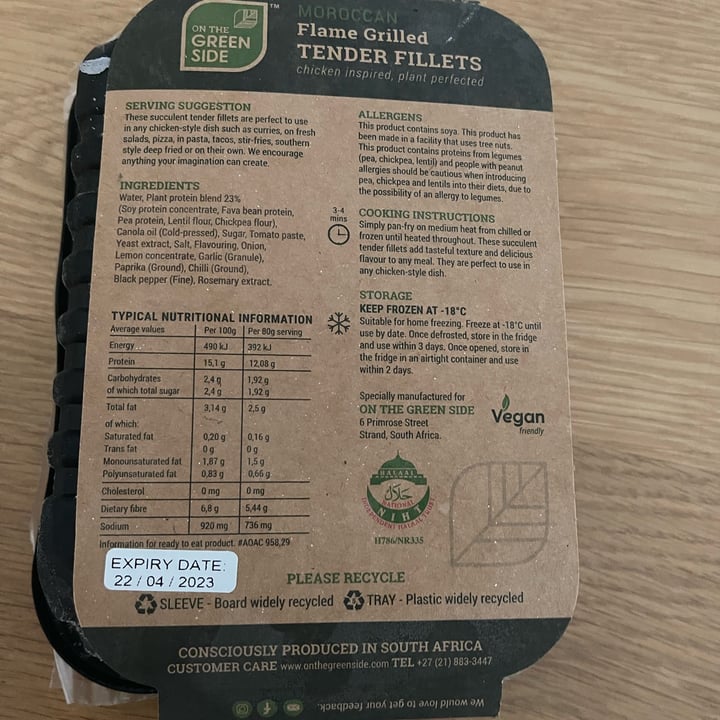 ON THE
GREEN
SIDE
™
MOROCCAN
Flame Grilled
TENDER FILLETS
chicken inspired, plant perfected
SERVING SUGGESTION
These succulent tender fillets are perfect to use
in any chicken-style dish such as curries, on fresh
salads, pizza, in pasta, tacos, stir-fries, southern
style deep fried or on their own. We encourage
anything your imagination can create.
INGREDIENTS
Water, Plant protein blend 23%
(Soy protein concentrate, Fava bean protein,
Pea protein, Lentil flour, Chickpea flour),
Canola oil (Cold-pressed), Sugar, Tomato paste,
Yeast extract, Salt, Flavouring, Onion,
Lemon concentrate, Garlic (Granule),
Paprika (Ground), Chilli (Ground),
Black pepper (Fine), Rosemary extract.
TYPICAL NUTRITIONAL INFORMATION
Average values Per 100g Per 80g serving
Energy 490 kJ 392 kJ
Protein 15,1 g 12,08 g
Carbohydrates 2,4 g 1,92 g
of which total sugar 2,4 g 1,92 g
Total fat 3,14 g 2,5 g
of which:
Saturated fat 0,20 g 0,16 g
Trans fat 0 g 0 g
Monounsaturated fat 1,87 g 1,5 g
Polyunsaturated fat 0,83 g 0,66 g
Cholesterol 0 mg 0 mg
Dietary fibre 6,8 g 5,44 g
Sodium 920 mg 736 mg
Information for ready to eat product. #AOAC 958,29
EXPIRY DATE:
22 / 04 / 2023
ALLERGENS
This product contains soya. This product has
been made in a facility that uses tree nuts.
This product contains proteins from legumes
(pea, chickpea, lentil) and people with peanut
allergies should be cautious when introducing
pea, chickpea and lentils into their diets, due to
the possibility of an allergy to legumes.
3-4
mins
COOKING INSTRUCTIONS
Simply pan-fry on medium heat from chilled or
frozen until heated throughout. These succulent
tender fillets add tasteful texture and delicious
flavour to any meal. They are perfect to use in
any chicken-style dish.
STORAGE
KEEP FROZEN AT -18°C
Suitable for home freezing. Freeze at -18°C until
use by date. Once defrosted, store in the fridge
and use within 3 days. Once opened, store in
the fridge in an airtight container and use
within 2 days.
Specially manufactured for
ON THE GREEN SIDE
6 Primrose Street
Strand, South Africa.
Vegan
friendly
HALAAL
حلال
NATIONAL
NIHT
INDEPENDENT HALAAL TRUST
H786/NR335
PLEASE RECYCLE
SLEEVE - Board widely recycled
5 TRAY - Plastic widely recycled
CONSCIOUSLY PRODUCED IN SOUTH AFRICA
CUSTOMER CARE www.onthegreenside.com TEL +27 (21) 883-3447
We would love to get your feedback.